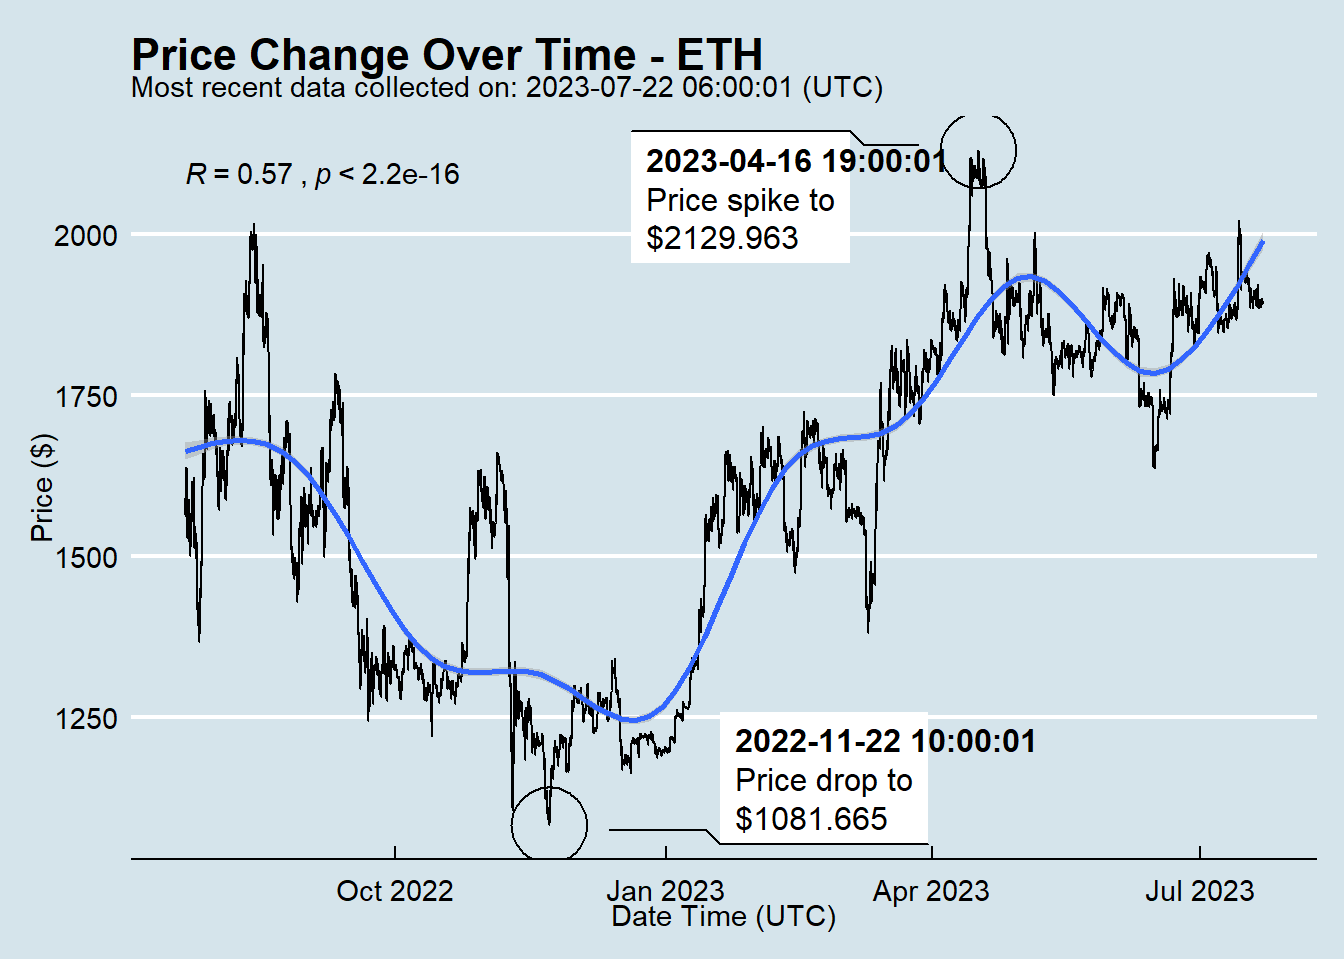 Price Change Over Time - ETH
Most recent data collected on: 2023-07-22 06:00:01 (UTC)
R = 0.57 , p < 2.2e-16
2023-04-16 19:00:01
Price spike to
$2129.963
2000
1750
1500
1250
Price ($)
2022-11-22 10:00:01
Price drop to
$1081.665
Oct 2022
Jan 2023
Apr 2023
Jul 2023
Date Time (UTC)